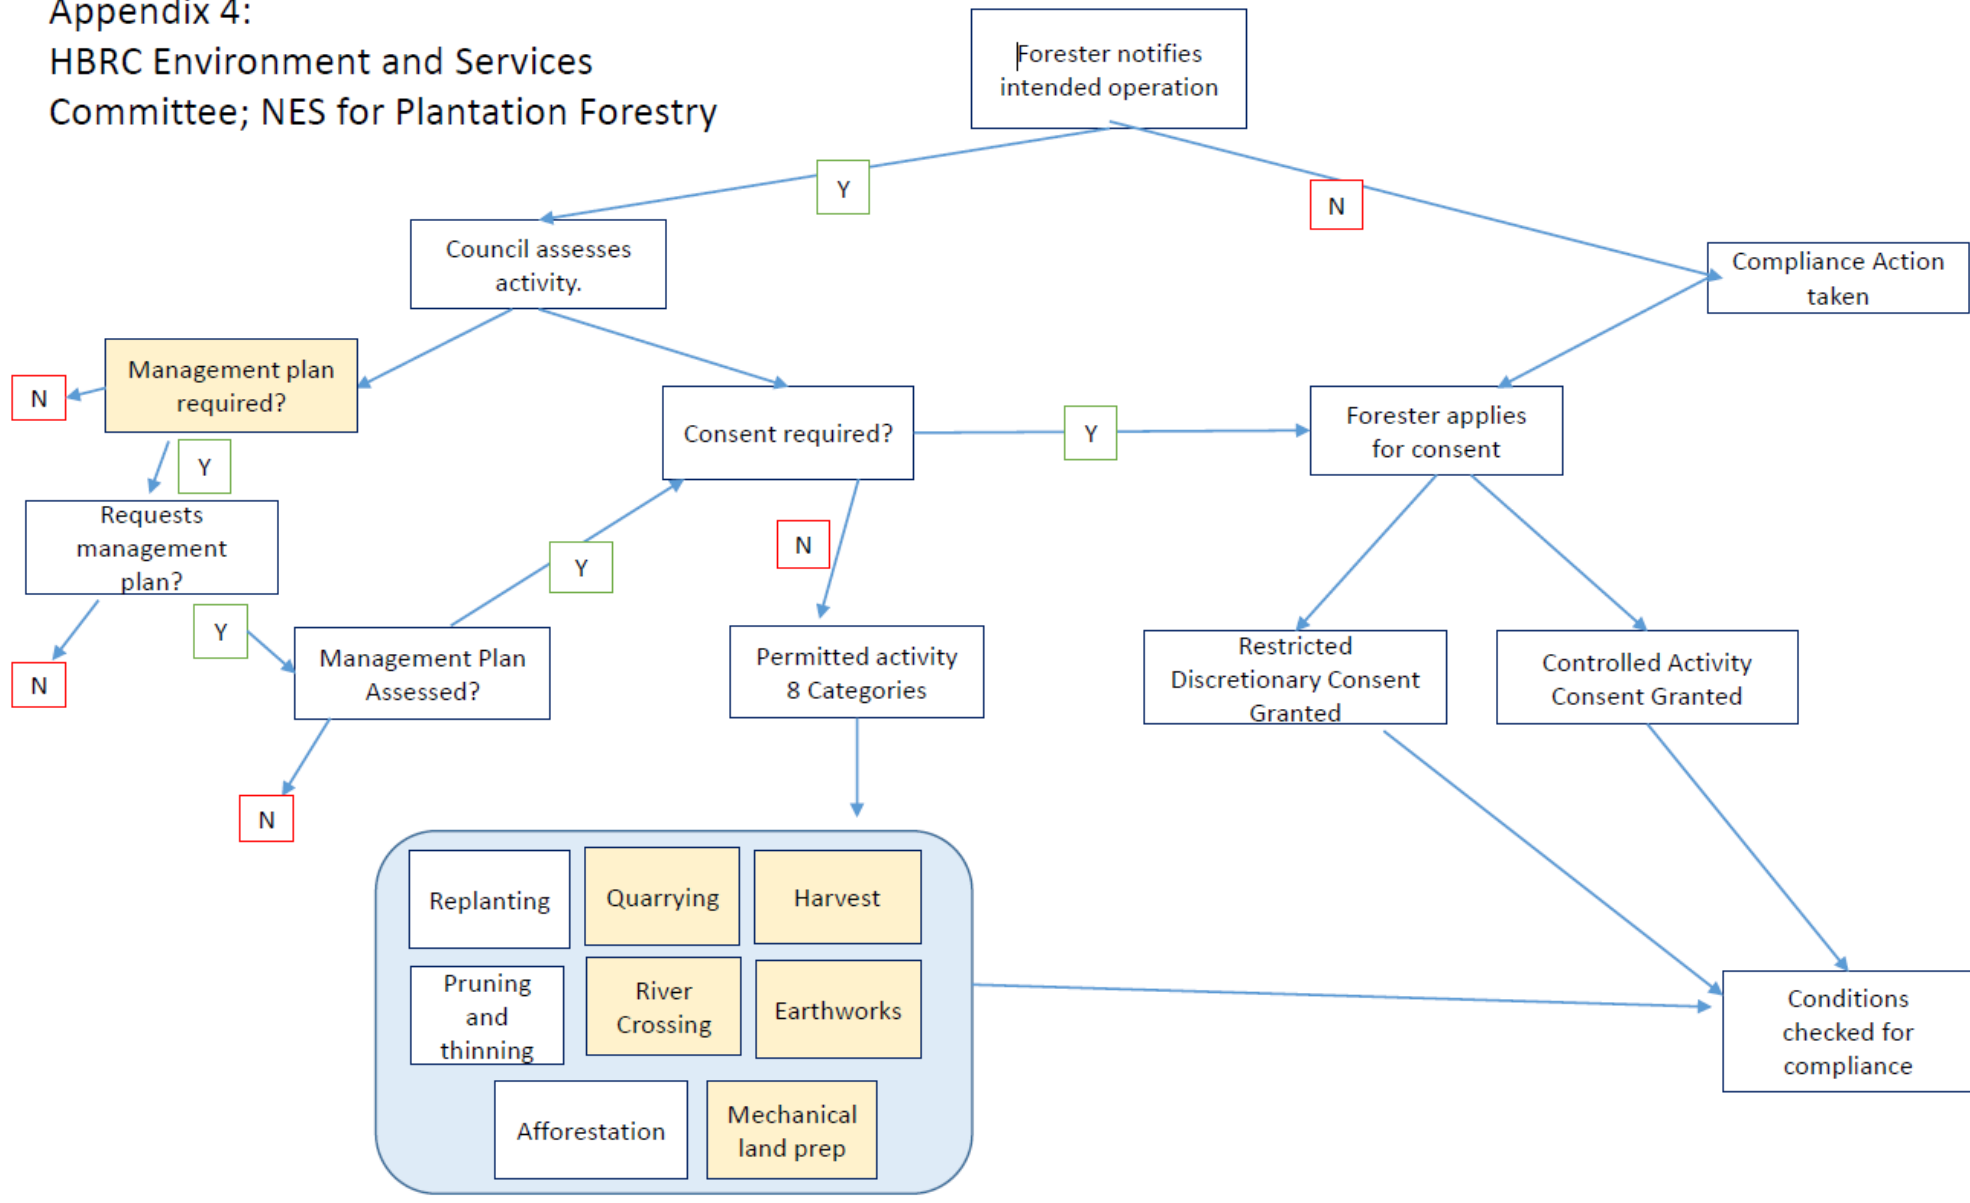 Appendix 4:
HBRC Environment and Services
Committee; NES for Plantation Forestry
Forester notifies
intended operation
Y
N
Council assesses
activity.
Compliance Action
taken
Management plan
required?
N
Y
Consent required?
Y
Forester applies
for consent
Requests
management
plan?
N
Y
Y
N
Management Plan
Assessed?
N
Permitted activity
8 Categories
Restricted
Discretionary Consent
Granted
Controlled Activity
Consent Granted
Replanting
Quarrying
Harvest
Pruning
and
thinning
River
Crossing
Earthworks
Afforestation
Mechanical
land prep
Conditions
checked for
compliance